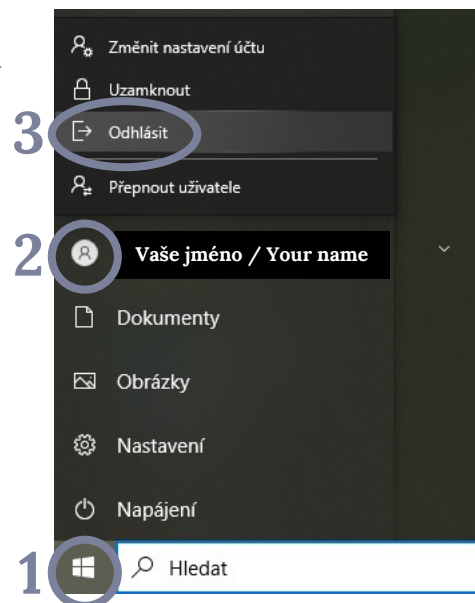 Změnit nastavení účtu
Uzamknout
3 Odhlásit
Přepnout uživatele
2 Vaše jméno / Your name
Dokumenty
Obrázky
Nastavení
Napájení
1 Hledat